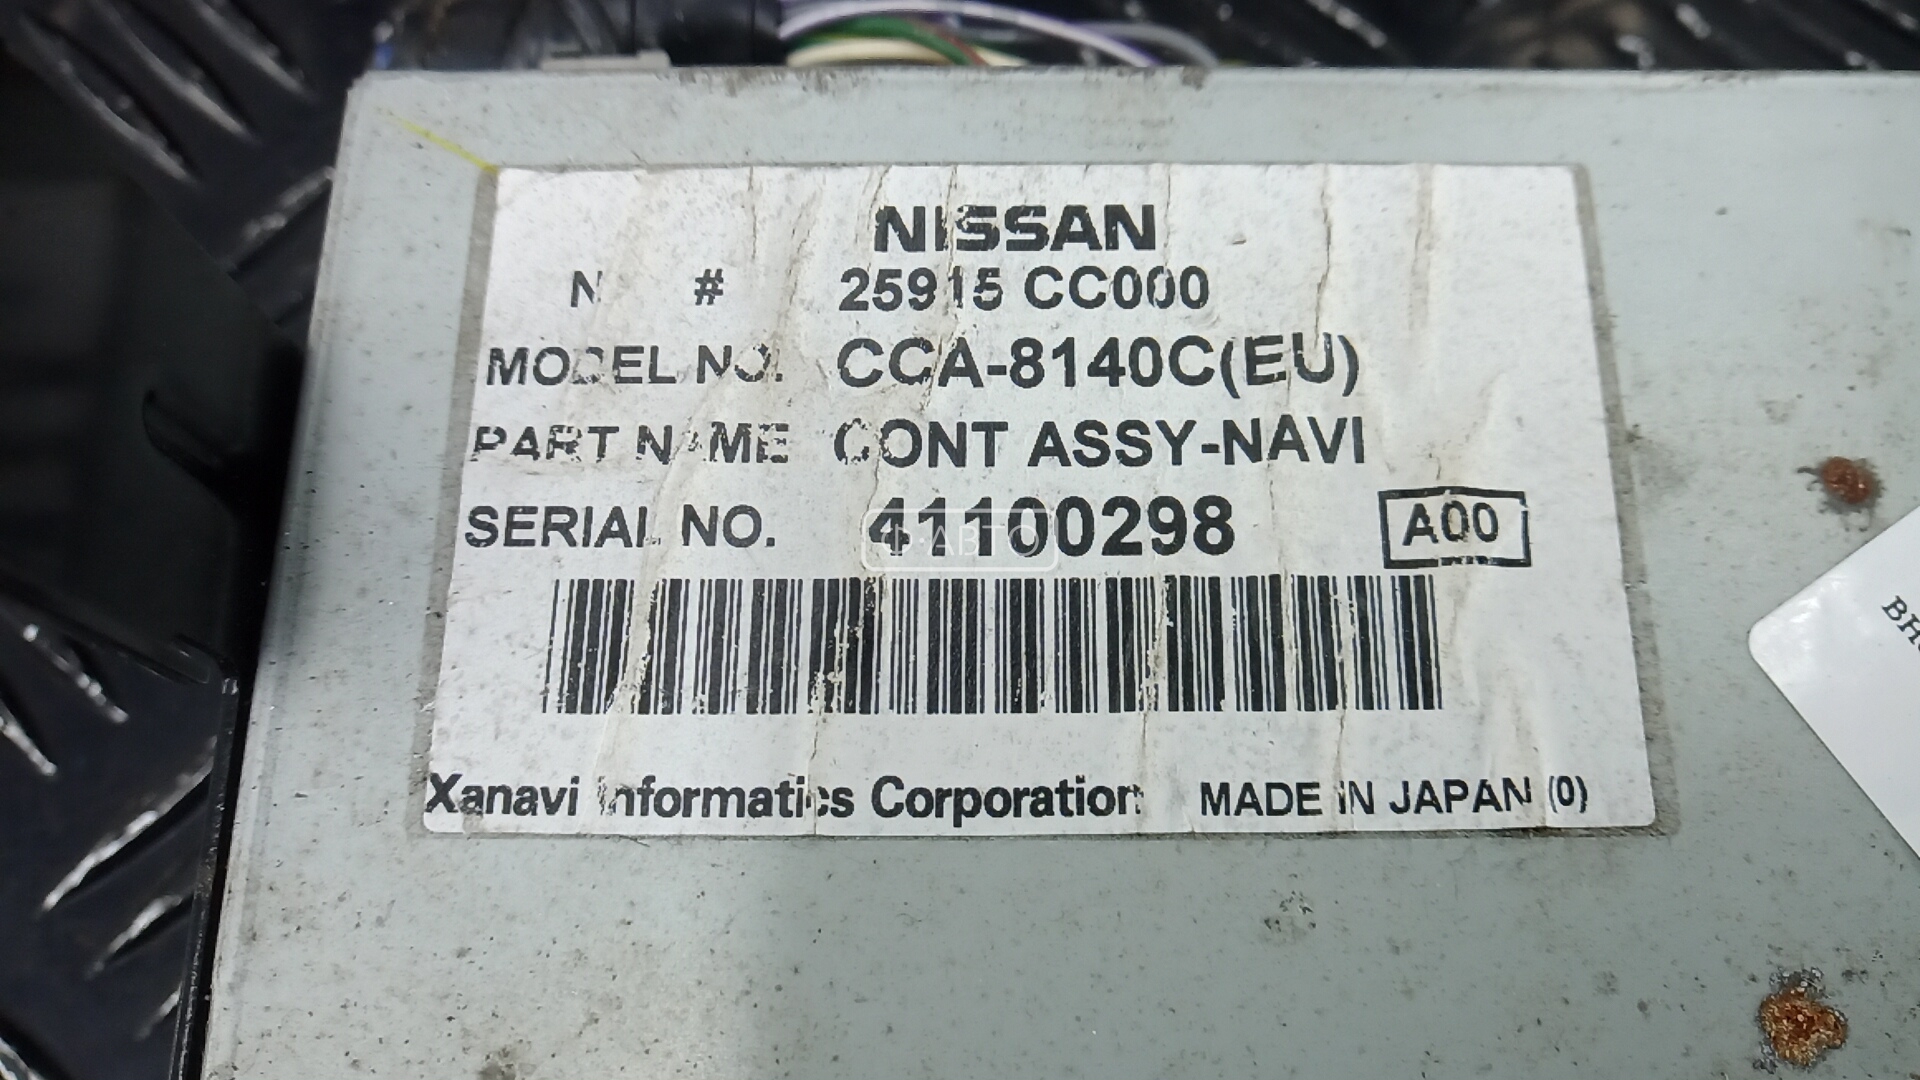 NISSAN
N # 25915 CC000
MODEL NO. CCA-8140C(EU)
PART NAME CONT ASSY-NAVI
SERIAL NO. 41100298 A00
Ф·АВТО
Xanavi Informatics Corporation MADE IN JAPAN (0)